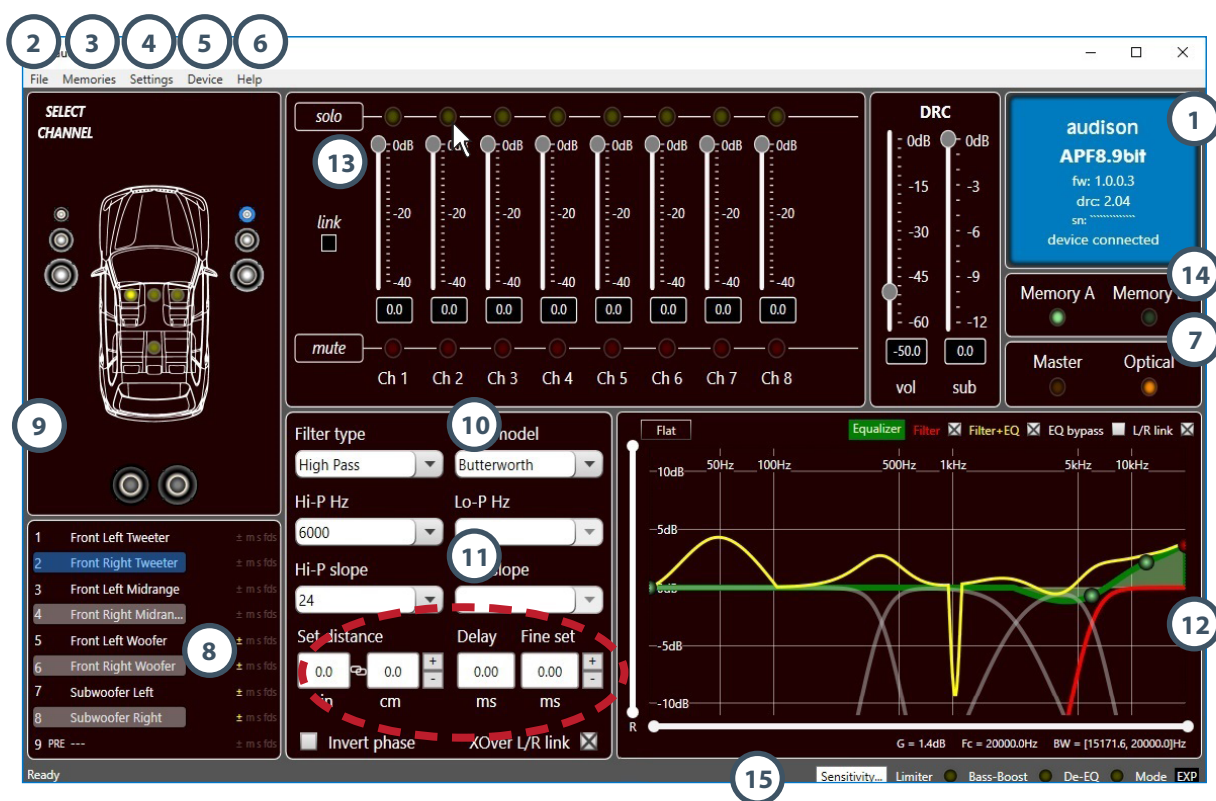 2 3 4 5 6
File Memories Settings Device Help
SELECT
CHANNEL
9
solo
13
link
0dB 0dB 0dB 0dB 0dB 0dB 0dB
-20 -20 -20 -20 -20 -20 -20 -20
-40 -40 -40 -40 -40 -40 -40 -40
0.0 0.0 0.0 0.0 0.0 0.0 0.0 0.0
mute
Ch 1 Ch 2 Ch 3 Ch 4 Ch 5 Ch 6 Ch 7 Ch 8
DRC
0dB 0dB
-15 -3
-30 -6
-45 -9
-60 -12
-50.0 0.0
vol sub
1
audison
APF8.9bit
fw: 1.0.0.3
drc: 2.04
sn:
device connected
14
Memory A Memory
7
Master Optical
1 Front Left Tweeter ± m s fds
2 Front Right Tweeter ± m s fds
3 Front Left Midrange ± m s fds
4 Front Right Midran... ± m s fds
5 Front Left Woofer ± m s fds
6 Front Right Woofer ± m s fds
7 Subwoofer Left ± m s fds
8 Subwoofer Right ± m s fds
9 PRE --- ± m s fds
8
10
Filter type model
High Pass Butterworth
Hi-P Hz Lo-P Hz
6000
11
Hi-P slope slope
24
Set distance Delay Fine set
0.0 0.0 + - 0.00 0.00 + -
in cm ms ms
Invert phase XOver L/R link
Flat Equalizer Filter Filter+EQ EQ bypass L/R link
50Hz 100Hz 500Hz 1kHz 5kHz 10kHz
10dB
5dB
0dB
-5dB
-10dB
12
R
G = 1.4dB Fc = 20000.0Hz BW = [15171.6, 20000.0]Hz
Ready
15
Sensitivity... Limiter Bass-Boost De-EQ Mode EXP